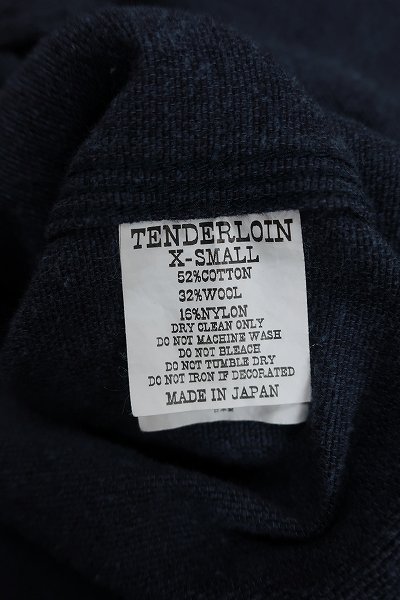 TENDERLOIN
X-SMALL
52%COTTON
32%WOOL
16%NYLON
DRY CLEAN ONLY
DO NOT MACHINE WASH
DO NOT BLEACH
DO NOT TUMBLE DRY
DO NOT IRON IF DECORATED
MADE IN JAPAN